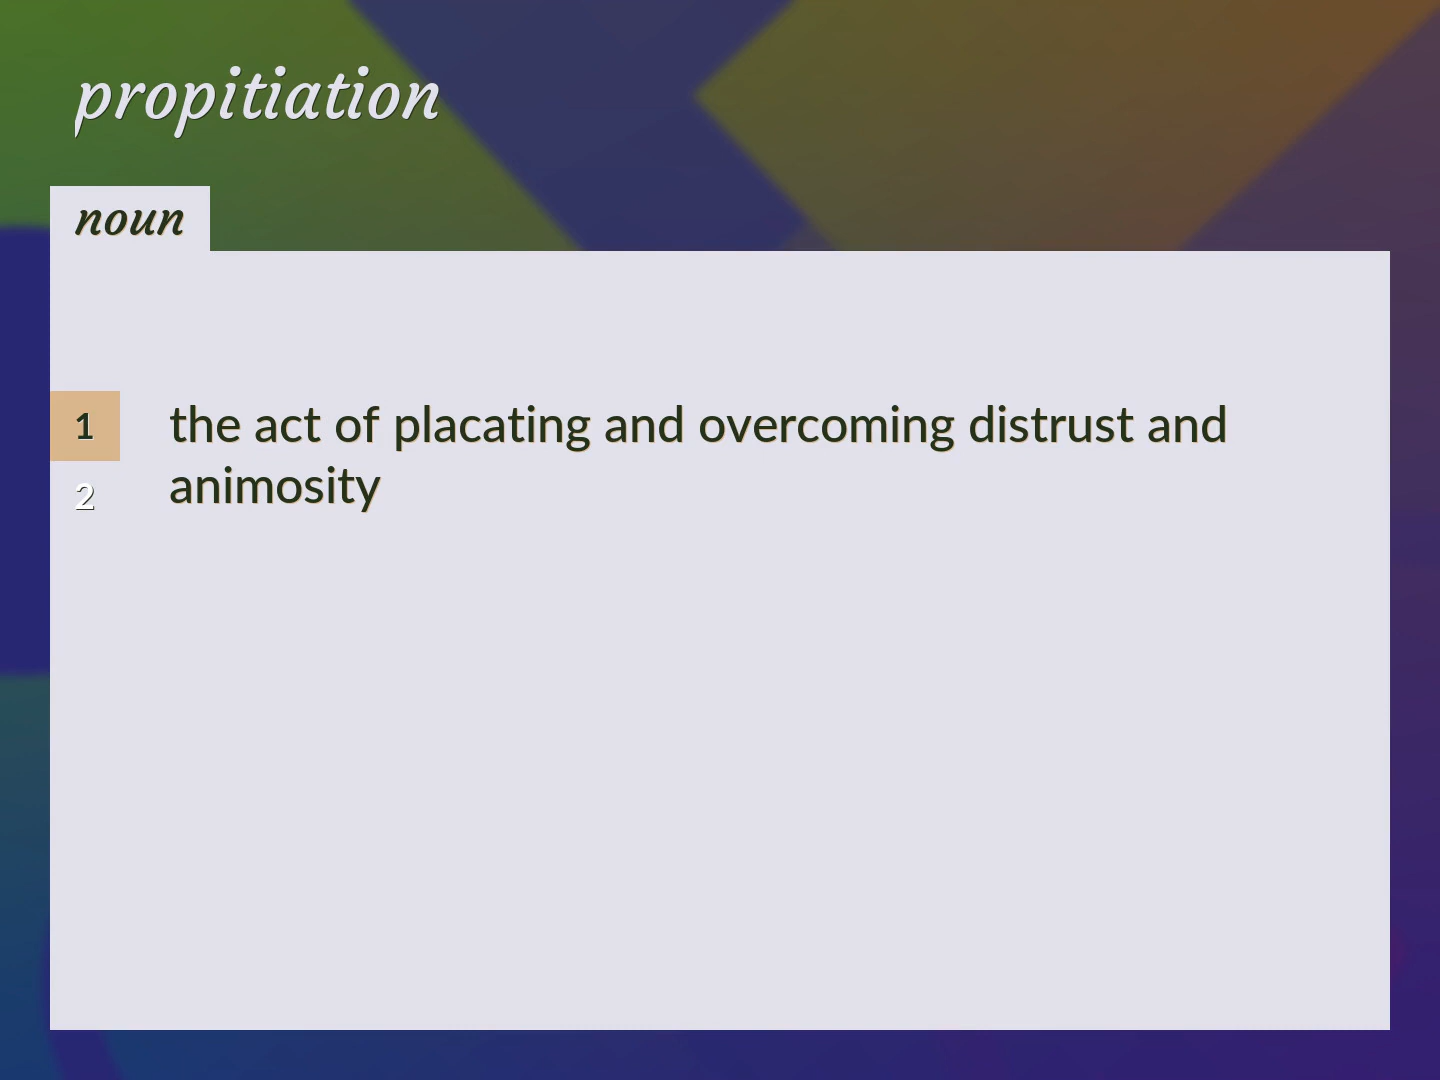 propitiation
noun
1 the act of placating and overcoming distrust and
animosity
2